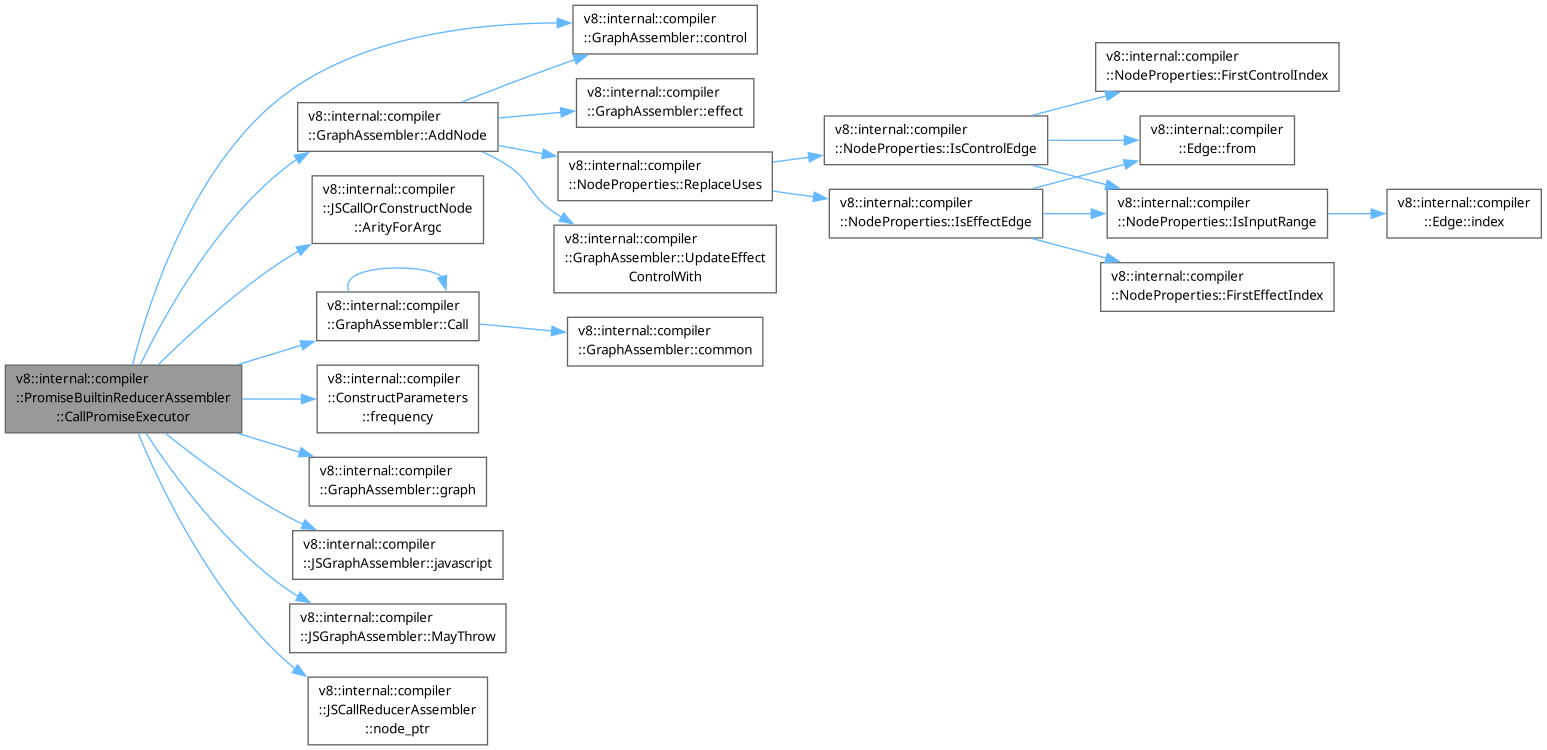 v8::internal::compiler
::PromiseBuiltinReducerAssembler
::CallPromiseExecutor
v8::internal::compiler
::GraphAssembler::control
v8::internal::compiler
::GraphAssembler::AddNode
v8::internal::compiler
::GraphAssembler::effect
v8::internal::compiler
::NodeProperties::ReplaceUses
v8::internal::compiler
::GraphAssembler::UpdateEffect
ControlWith
v8::internal::compiler
::NodeProperties::IsControlEdge
v8::internal::compiler
::NodeProperties::IsEffectEdge
v8::internal::compiler
::NodeProperties::FirstControlIndex
v8::internal::compiler
::Edge::from
v8::internal::compiler
::NodeProperties::IsInputRange
v8::internal::compiler
::Edge::index
v8::internal::compiler
::NodeProperties::FirstEffectIndex
v8::internal::compiler
::JSCallOrConstructNode
::ArityForArgc
v8::internal::compiler
::GraphAssembler::Call
v8::internal::compiler
::GraphAssembler::common
v8::internal::compiler
::ConstructParameters
::frequency
v8::internal::compiler
::GraphAssembler::graph
v8::internal::compiler
::JSGraphAssembler::javascript
v8::internal::compiler
::JSGraphAssembler::MayThrow
v8::internal::compiler
::JSCallReducerAssembler
::node_ptr